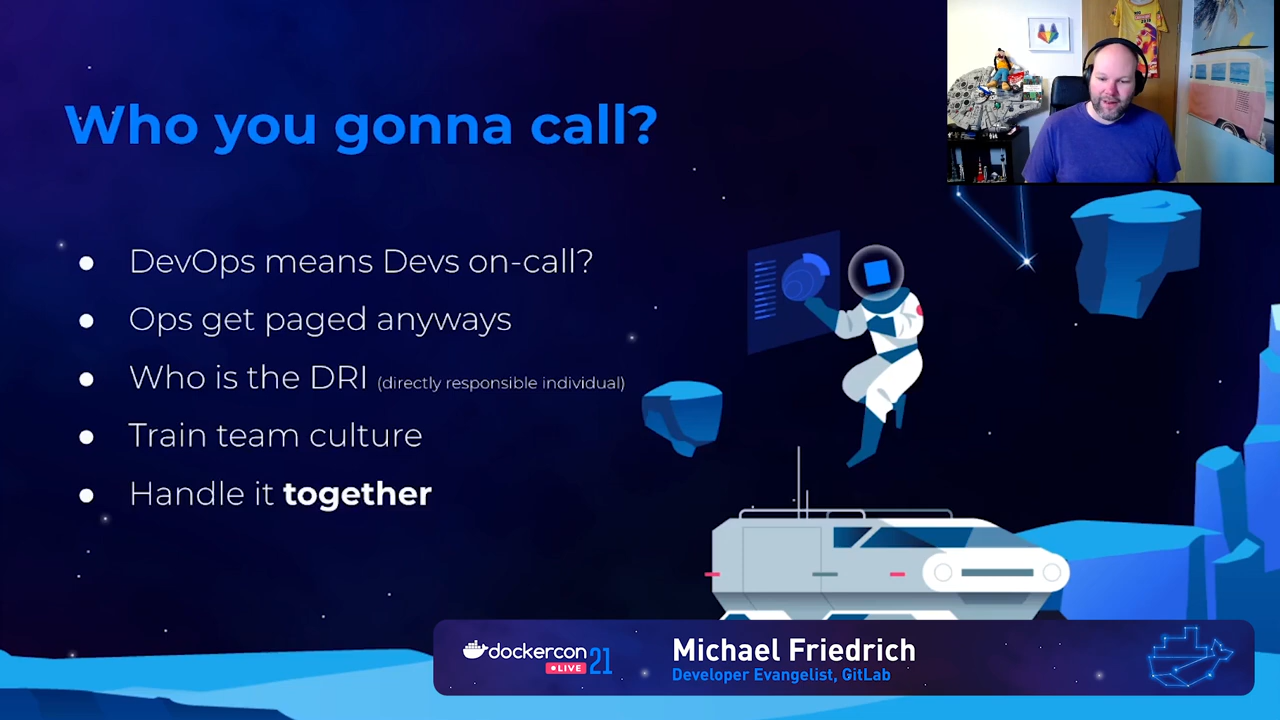 Who you gonna call?
● DevOps means Devs on-call?
● Ops get paged anyways
● Who is the DRI (directly responsible individual)
● Train team culture
● Handle it together
dockercon
LIVE 21
Michael Friedrich
Developer Evangelist, GitLab